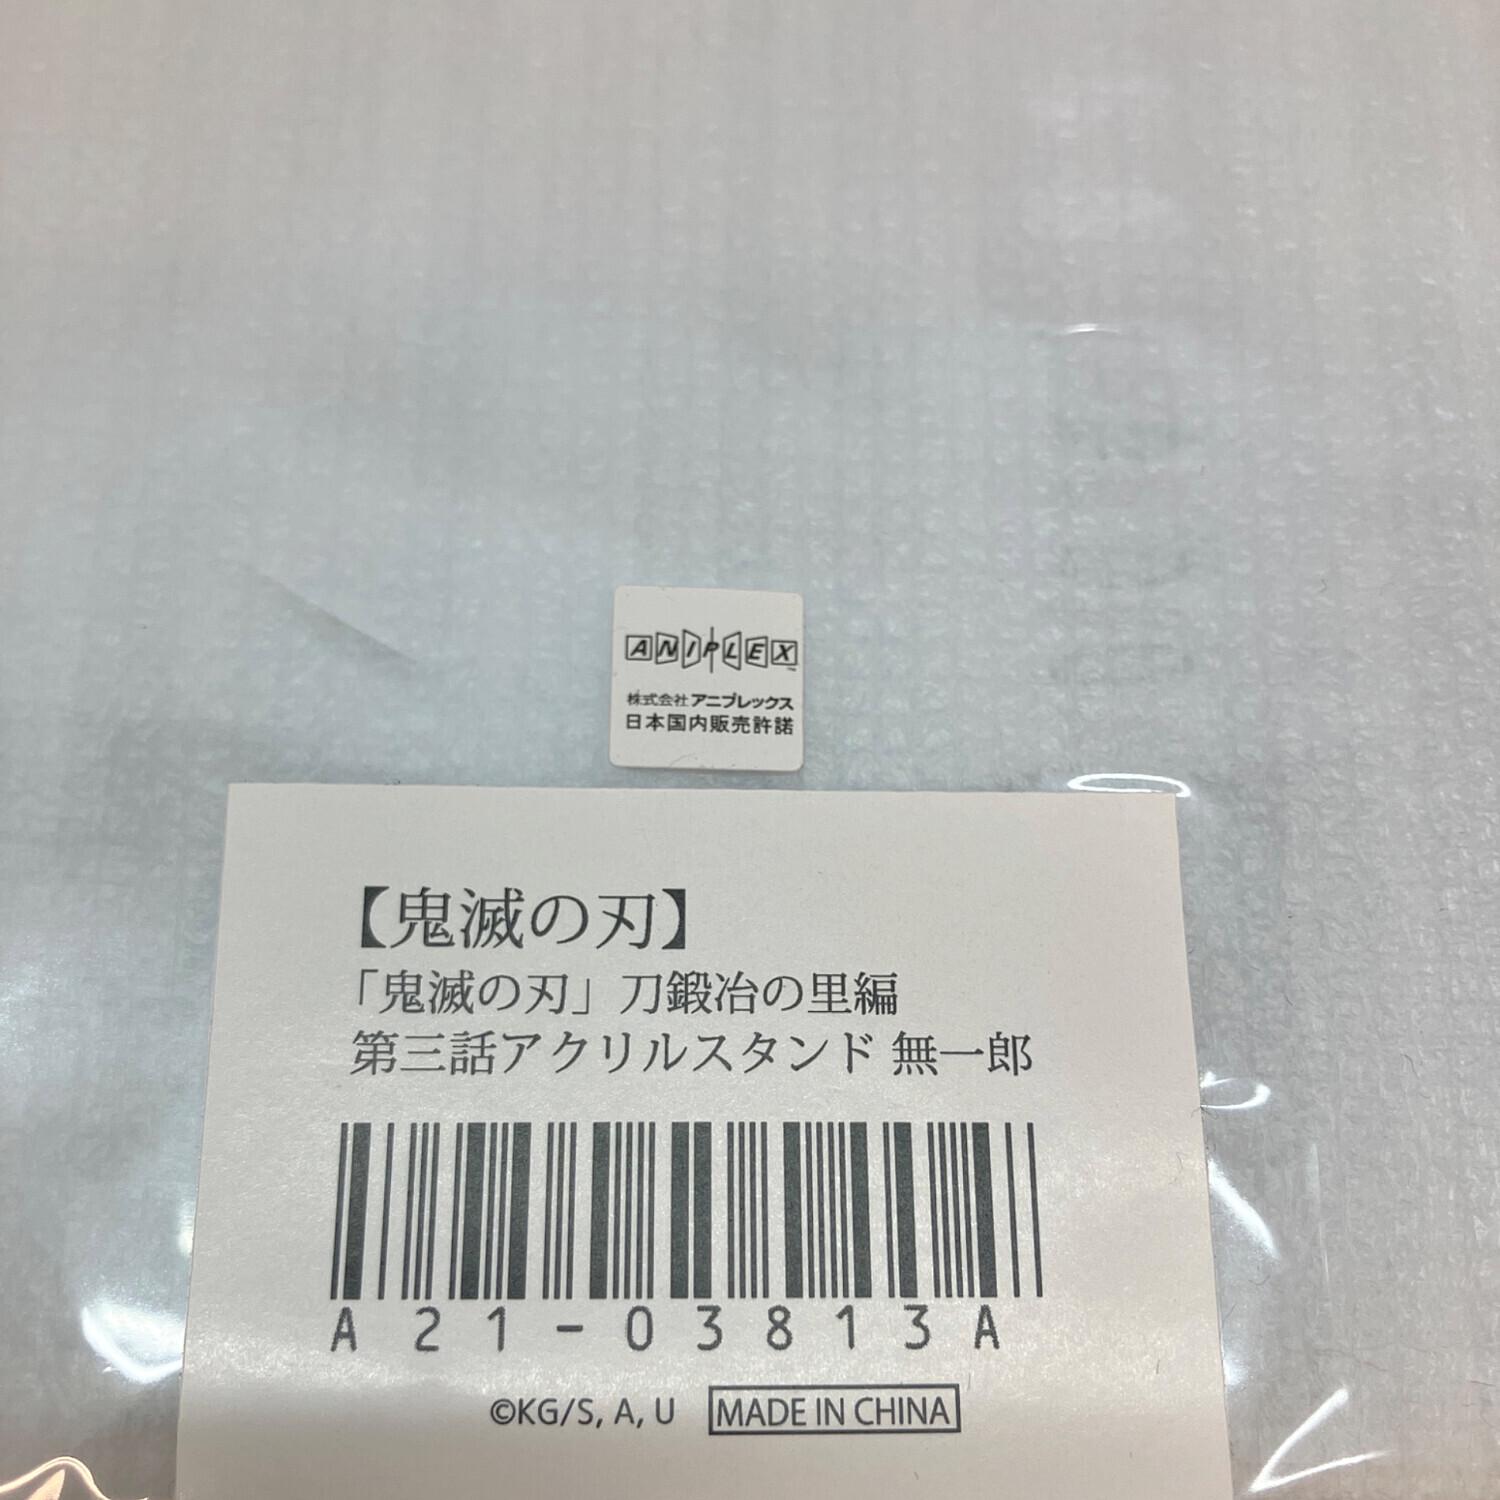 ANIPLEX
株式会社アニプレックス
日本国内販売許諾
【鬼滅の刃】
「鬼滅の刃」刀鍛冶の里編
第三話アクリルスタンド 無一郎
A21-03813A
©KG/S, A, U MADE IN CHINA